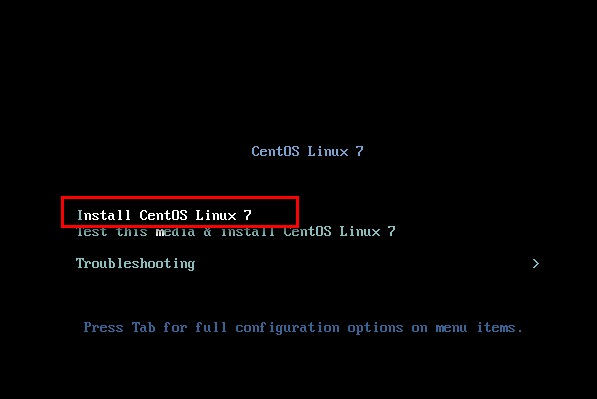 CentOS Linux 7
Install CentOS Linux 7
Test this media & install CentOS Linux 7
Troubleshooting >
Press Tab for full configuration options on menu items.